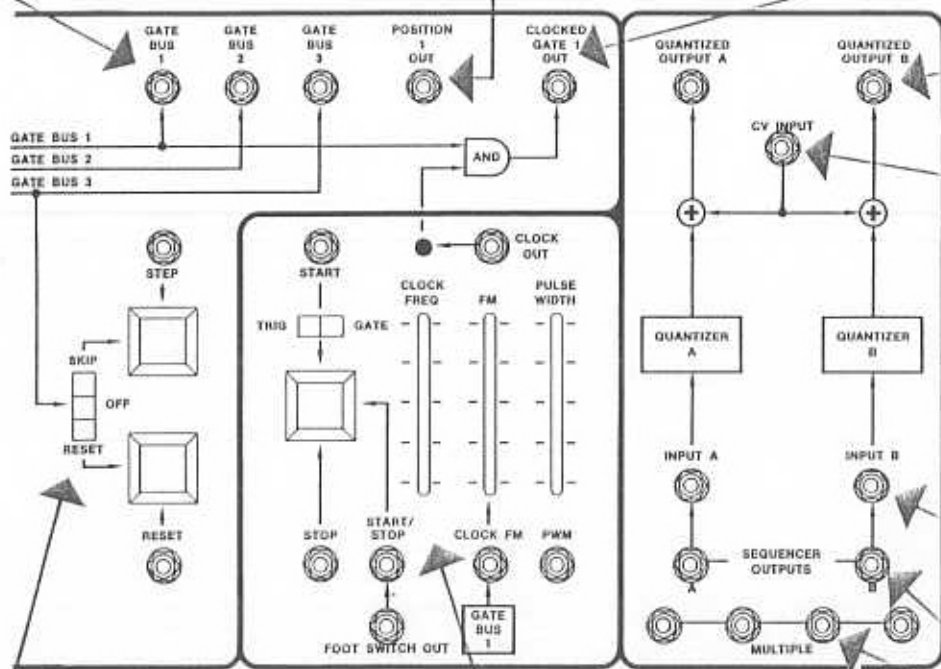 GATE
BUS
1
GATE
BUS
2
GATE
BUS
3
POSITION
1
OUT
CLOCKED
GATE 1
OUT
QUANTIZED
OUTPUT A
QUANTIZED
OUTPUT B
CV INPUT
GATE BUS 1
GATE BUS 2
GATE BUS 3
AND
STEP
START
CLOCK
OUT
CLOCK
FREQ
FM
PULSE
WIDTH
TRIG
GATE
SKIP
OFF
RESET
QUANTIZER
A
QUANTIZER
B
INPUT A
INPUT B
RESET
STOP
START/
STOP
CLOCK FM
PWM
SEQUENCER
OUTPUTS
A
B
GATE
BUS
1
FOOT SWITCH OUT
MULTIPLE